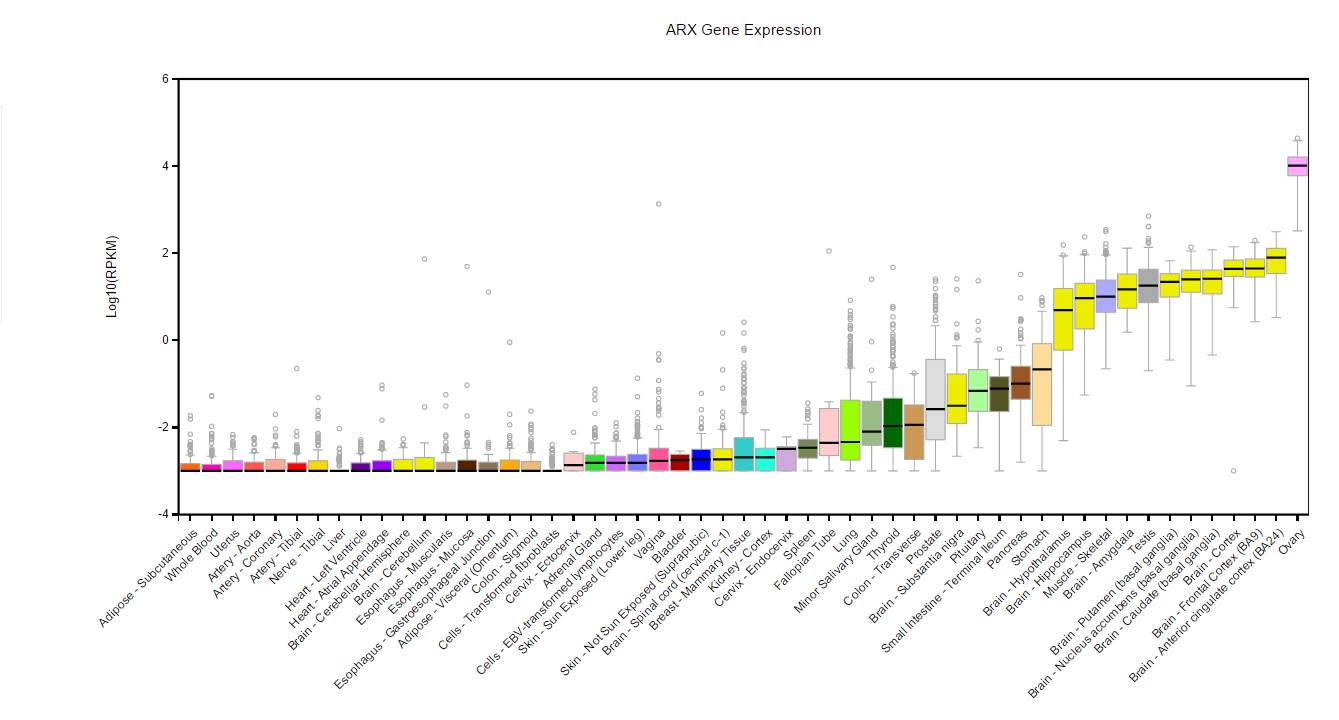 ARX Gene Expression
Log10(RPKM)
6
4
2
0
-2
-4
Adipose - Subcutaneous
Whole Blood
Uterus
Artery - Aorta
Artery - Coronary
Artery - Tibial
Nerve - Tibial
Liver
Heart - Left Ventricle
Heart - Atrial Appendage
Brain - Cerebellar Hemisphere
Brain - Cerebellum
Esophagus - Muscularis
Esophagus - Mucosa
Esophagus - Gastroesophageal Junction
Adipose - Visceral (Omentum)
Colon - Sigmoid
Cells - Transformed fibroblasts
Cervix - Ectocervix
Adrenal Gland
Cells - EBV-transformed lymphocytes
Skin - Sun Exposed (Lower leg)
Vagina
Bladder
Skin - Not Sun Exposed (Suprapubic)
Brain - Spinal cord (cervical c-1)
Breast - Mammary Tissue
Kidney - Cortex
Cervix - Endocervix
Spleen
Fallopian Tube
Lung
Minor Salivary Gland
Thyroid
Colon - Transverse
Prostate
Brain - Substantia nigra
Pituitary
Small Intestine - Terminal Ileum
Pancreas
Stomach
Brain - Hypothalamus
Brain - Hippocampus
Muscle - Skeletal
Brain - Amygdala
Testis
Brain - Putamen (basal ganglia)
Brain - Nucleus accumbens (basal ganglia)
Brain - Caudate (basal ganglia)
Brain - Cortex
Brain - Frontal Cortex (BA9)
Brain - Anterior cingulate cortex (BA24)
Ovary